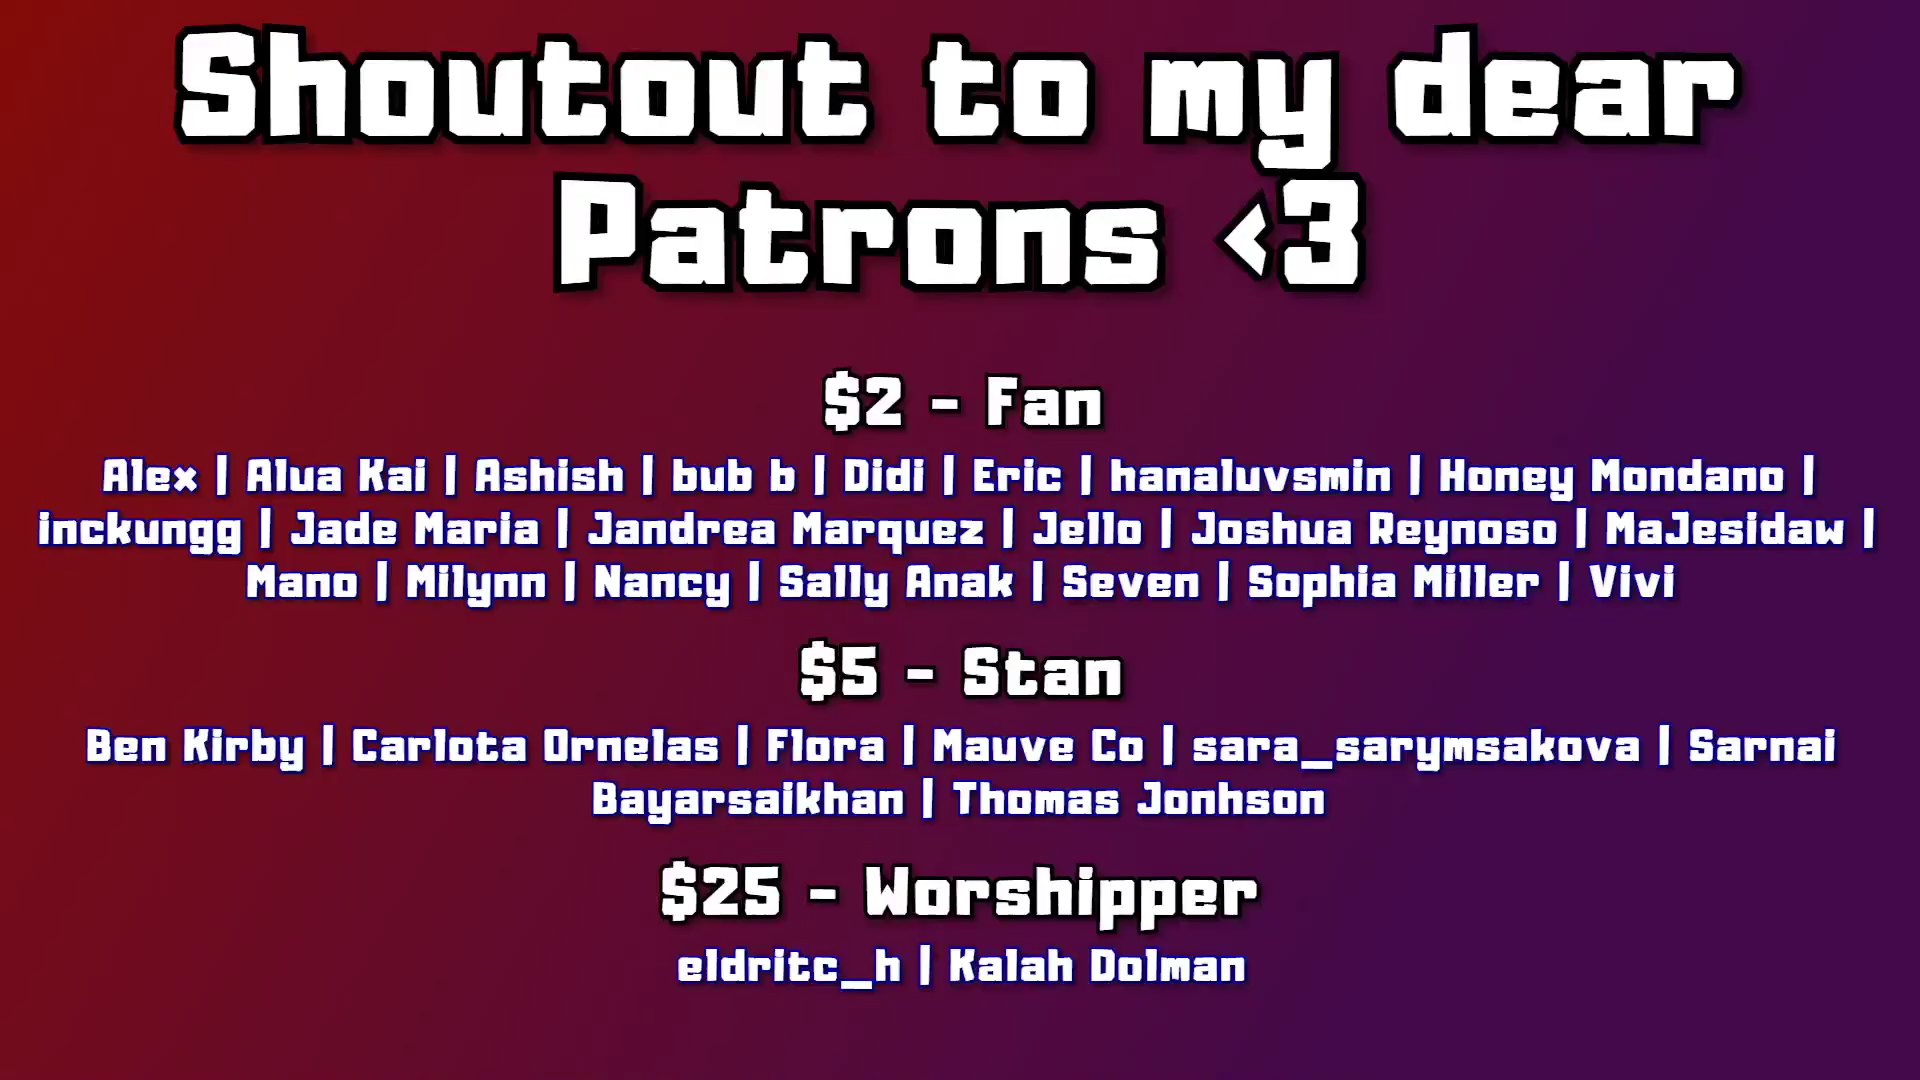 Shoutout to my dear
Patrons <3
$2 - Fan
Alex | Alua Kai | Ashish | bub b | Didi | Eric | hanaluvsmin | Honey Mondano |
inckungg | Jade Maria | Jandrea Marquez | Jello | Joshua Reynoso | MaJesidaw |
Mano | Milynn | Nancy | Sally Anak | Seven | Sophia Miller | Vivi
$5 - Stan
Ben Kirby | Carlota Ornelas | Flora | Mauve Co | sara_sarymsakova | Sarnai
Bayarsaikhan | Thomas Jonhson
$25 - Worshipper
eldritc_h | Kalah Dolman